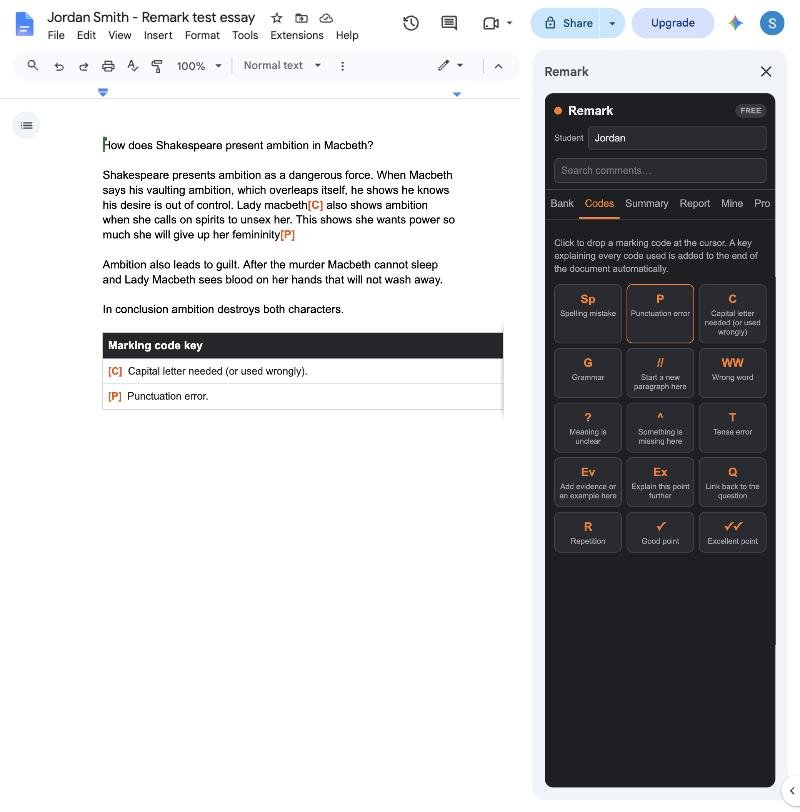 Jordan Smith - Remark test essay
File Edit View Insert Format Tools Extensions Help
Share
Upgrade
S
100%
Normal text
How does Shakespeare present ambition in Macbeth?
Shakespeare presents ambition as a dangerous force. When Macbeth
says his vaulting ambition, which overleaps itself, he shows he knows
his desire is out of control. Lady macbeth[C] also shows ambition
when she calls on spirits to unsex her. This shows she wants power so
much she will give up her femininity[P]
Ambition also leads to guilt. After the murder Macbeth cannot sleep
and Lady Macbeth sees blood on her hands that will not wash away.
In conclusion ambition destroys both characters.
Marking code key
[C] Capital letter needed (or used wrongly).
[P] Punctuation error.
Remark
Remark
FREE
Student Jordan
Search comments...
Bank Codes Summary Report Mine Pro
Click to drop a marking code at the cursor. A key
explaining every code used is added to the end of
the document automatically.
Sp
Spelling mistake
P
Punctuation error
C
Capital letter
needed (or used
wrongly)
G
Grammar
//
Start a new
paragraph here
WW
Wrong word
?
Meaning is
unclear
^
Something is
missing here
T
Tense error
Ev
Add evidence or
an example here
Ex
Explain this point
further
Q
Link back to the
question
R
Repetition
✓
Good point
✓✓
Excellent point